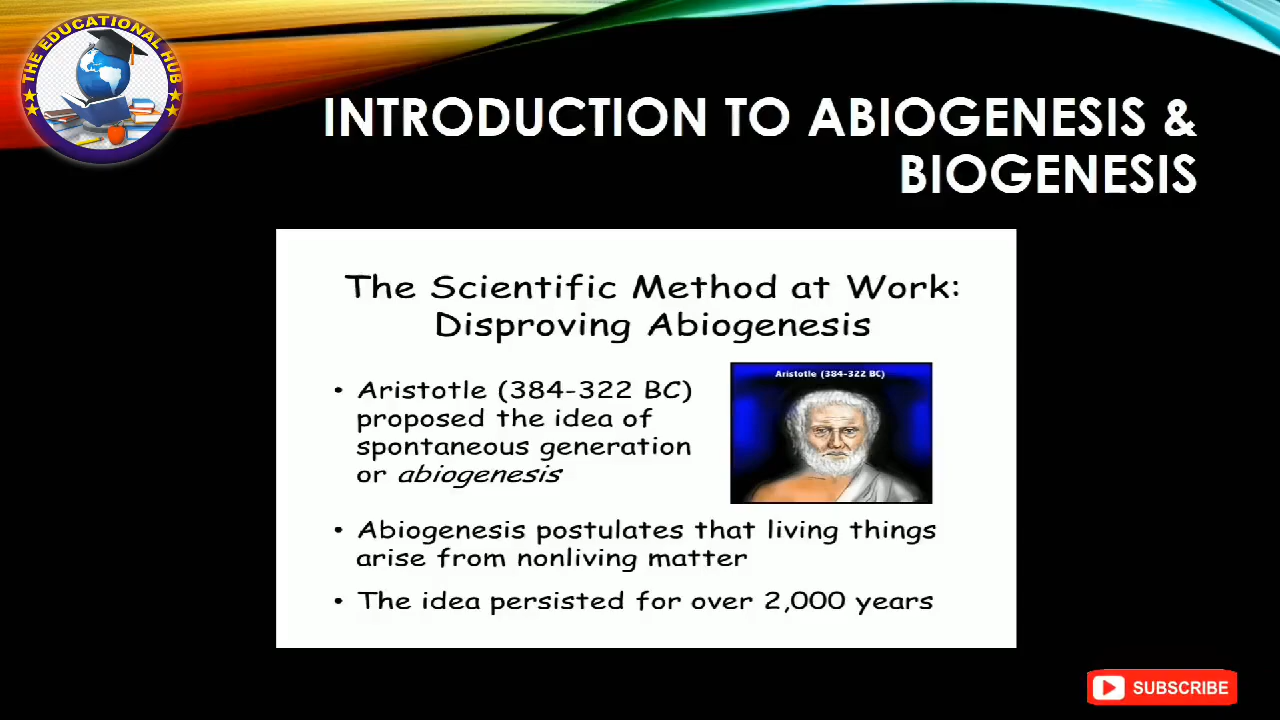 THE EDUCATIONAL HUB
INTRODUCTION TO ABIOGENESIS &
BIOGENESIS
The Scientific Method at Work:
Disproving Abiogenesis
• Aristotle (384-322 BC)
proposed the idea of
spontaneous generation
or abiogenesis
Aristotle (384-322 BC)
• Abiogenesis postulates that living things
arise from nonliving matter
• The idea persisted for over 2,000 years
SUBSCRIBE